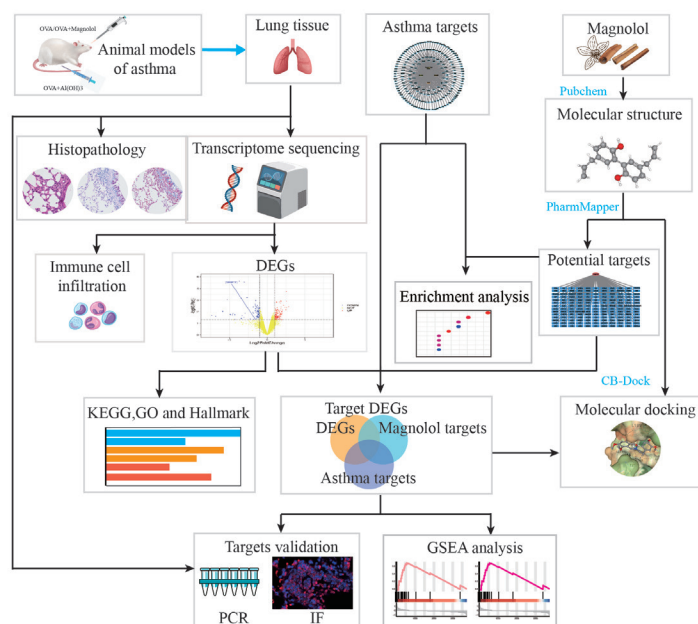 OVA/OVA+Magnolol
Animal models
of asthma
OVA+Al(OH)3
Lung tissue
Asthma targets
Magnolol
Pubchem
Molecular structure
Histopathology
Transcriptome sequencing
PharmMapper
Immune cell
infiltration
DEGs
Enrichment analysis
Potential targets
CB-Dock
KEGG,GO and Hallmark
Target DEGs
DEGs
Magnolol targets
Asthma targets
Molecular docking
Targets validation
PCR
IF
GSEA analysis